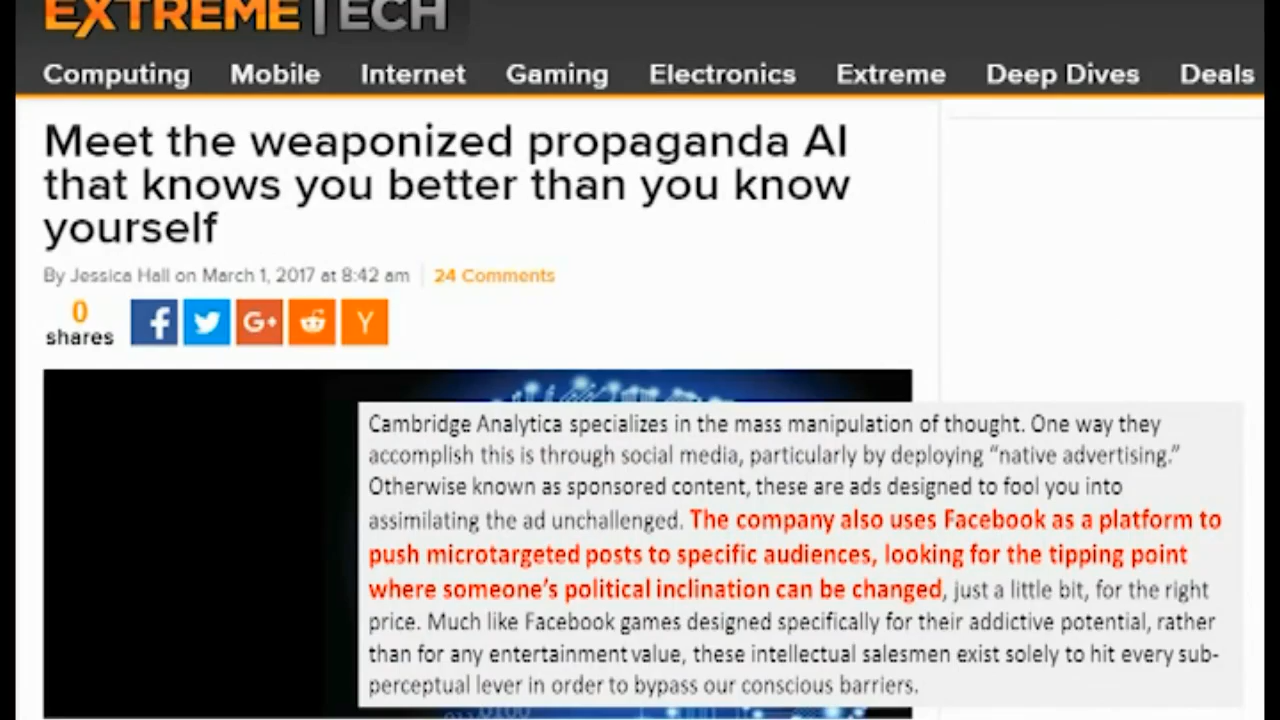 EXTREMETECH
Computing Mobile Internet Gaming Electronics Extreme Deep Dives Deals
Meet the weaponized propaganda AI
that knows you better than you know
yourself
By Jessica Hall on March 1, 2017 at 8:42 am 24 Comments
0
shares
f G+ Y
Cambridge Analytica specializes in the mass manipulation of thought. One way they
accomplish this is through social media, particularly by deploying “native advertising.”
Otherwise known as sponsored content, these are ads designed to fool you into
assimilating the ad unchallenged. The company also uses Facebook as a platform to
push microtargeted posts to specific audiences, looking for the tipping point
where someone’s political inclination can be changed, just a little bit, for the right
price. Much like Facebook games designed specifically for their addictive potential, rather
than for any entertainment value, these intellectual salesmen exist solely to hit every sub-
perceptual lever in order to bypass our conscious barriers.